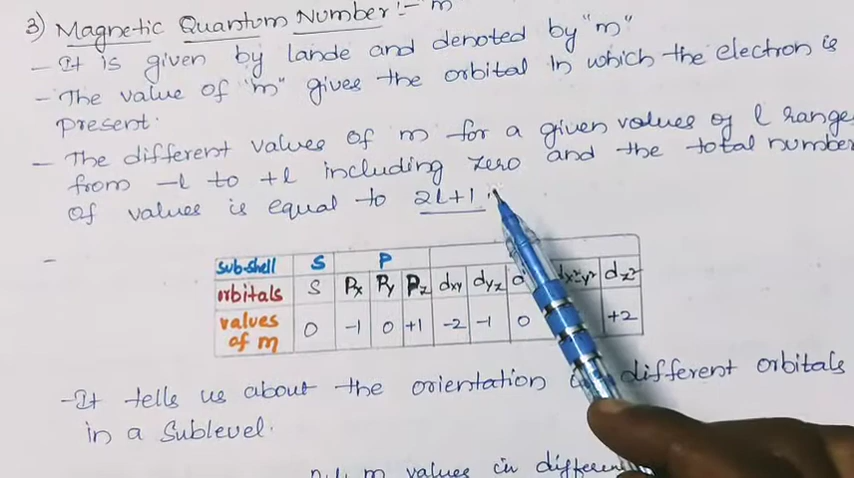 3) Magnetic Quantum Number:- m
- It is given by lande and denoted by "m"
- The value of "m" gives the orbital in which the electron is
present.
- The different values of m for a given values of l range
from -l to +l including zero and the total number
of values is equal to 2l+1
-
Sub-shell S P
orbitals S Px Py Pz dxy dyz dx²-y² dz²
values of m 0 -1 0 +1 -2 -1 0 +2
- It tells us about the orientation different orbitals
in a Sublevel.
n, l, m values in